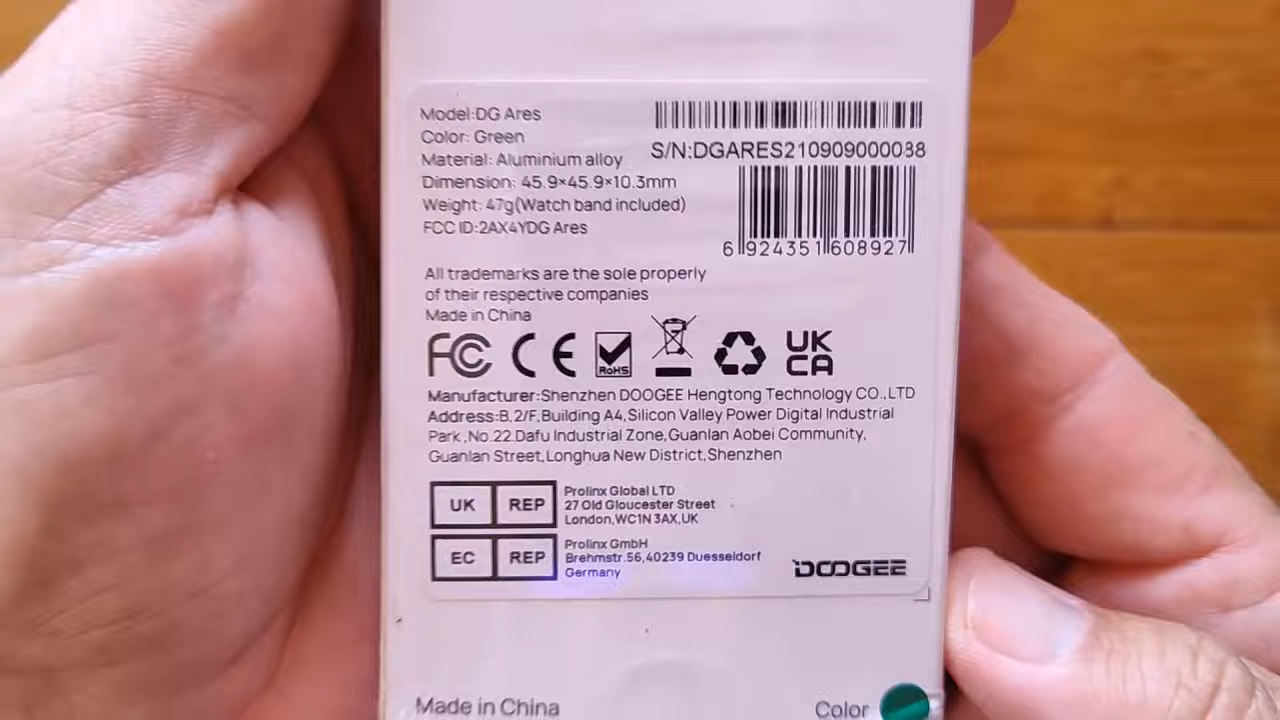 Model:DG Ares
Color: Green
Material: Aluminium alloy
Dimension: 45.9×45.9×10.3mm
Weight: 47g(Watch band included)
FCC ID:2AX4YDG Ares
S/N:DGARES210909000038
6 924351 608927
All trademarks are the sole properly
of their respective companies
Made in China
FC CE RoHS UK
CA
Manufacturer:Shenzhen DOOGEE Hengtong Technology CO.,LTD
Address:B,2/F,Building A4,Silicon Valley Power Digital Industrial
Park ,No.22.Dafu Industrial Zone,Guanlan Aobei Community,
Guanlan Street,Longhua New District,Shenzhen
UK REP
Prolinx Global LTD
27 Old Gloucester Street
London,WC1N 3AX,UK
EC REP
Prolinx GmbH
Brehmstr.56,40239 Duesseldorf
Germany
DOOGEE
Made in China
Color